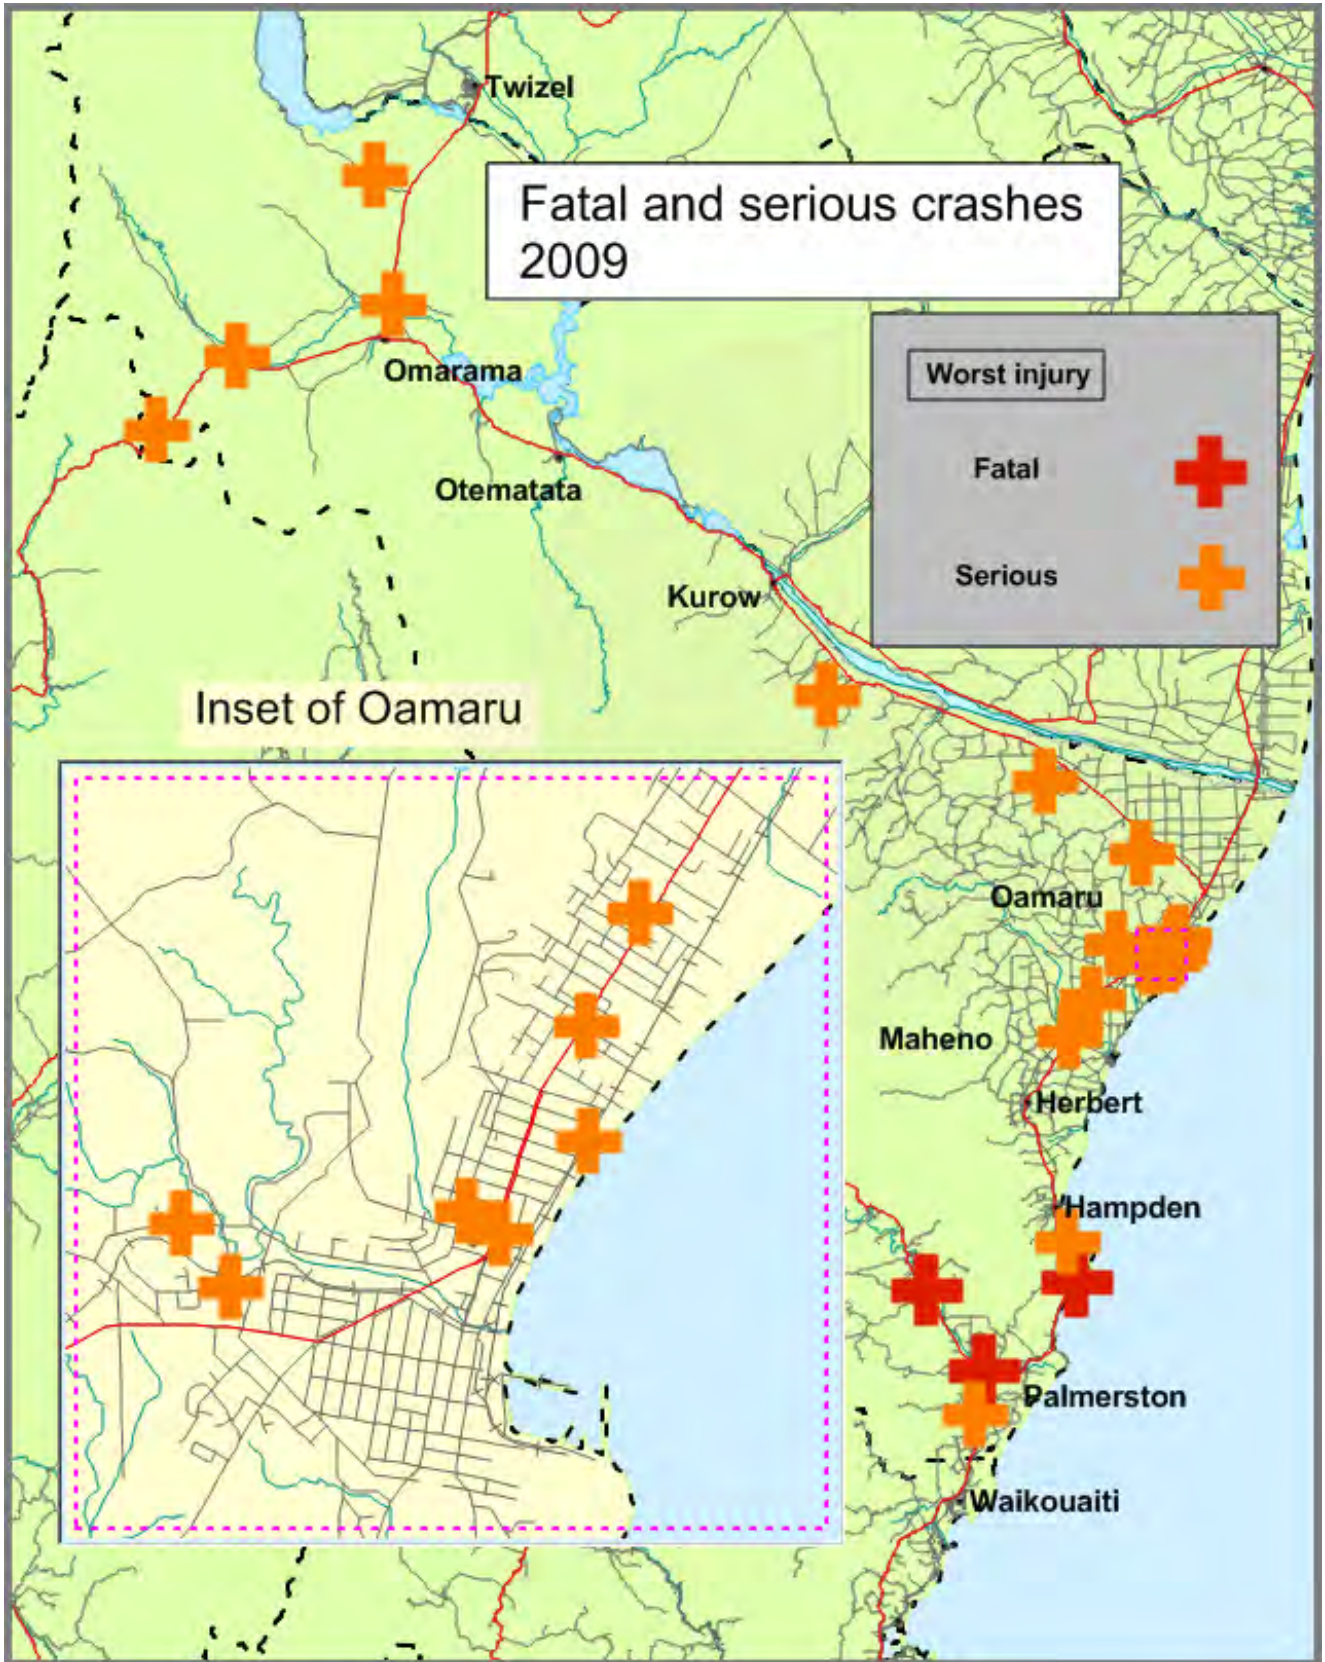 Twizel
Fatal and serious crashes
2009
Worst injury
Omarama
Fatal
Otematata
Serious
Kurow
Inset of Oamaru
Oamaru
Maheno
Herbert
Hampden
Palmerston
Waikouaiti